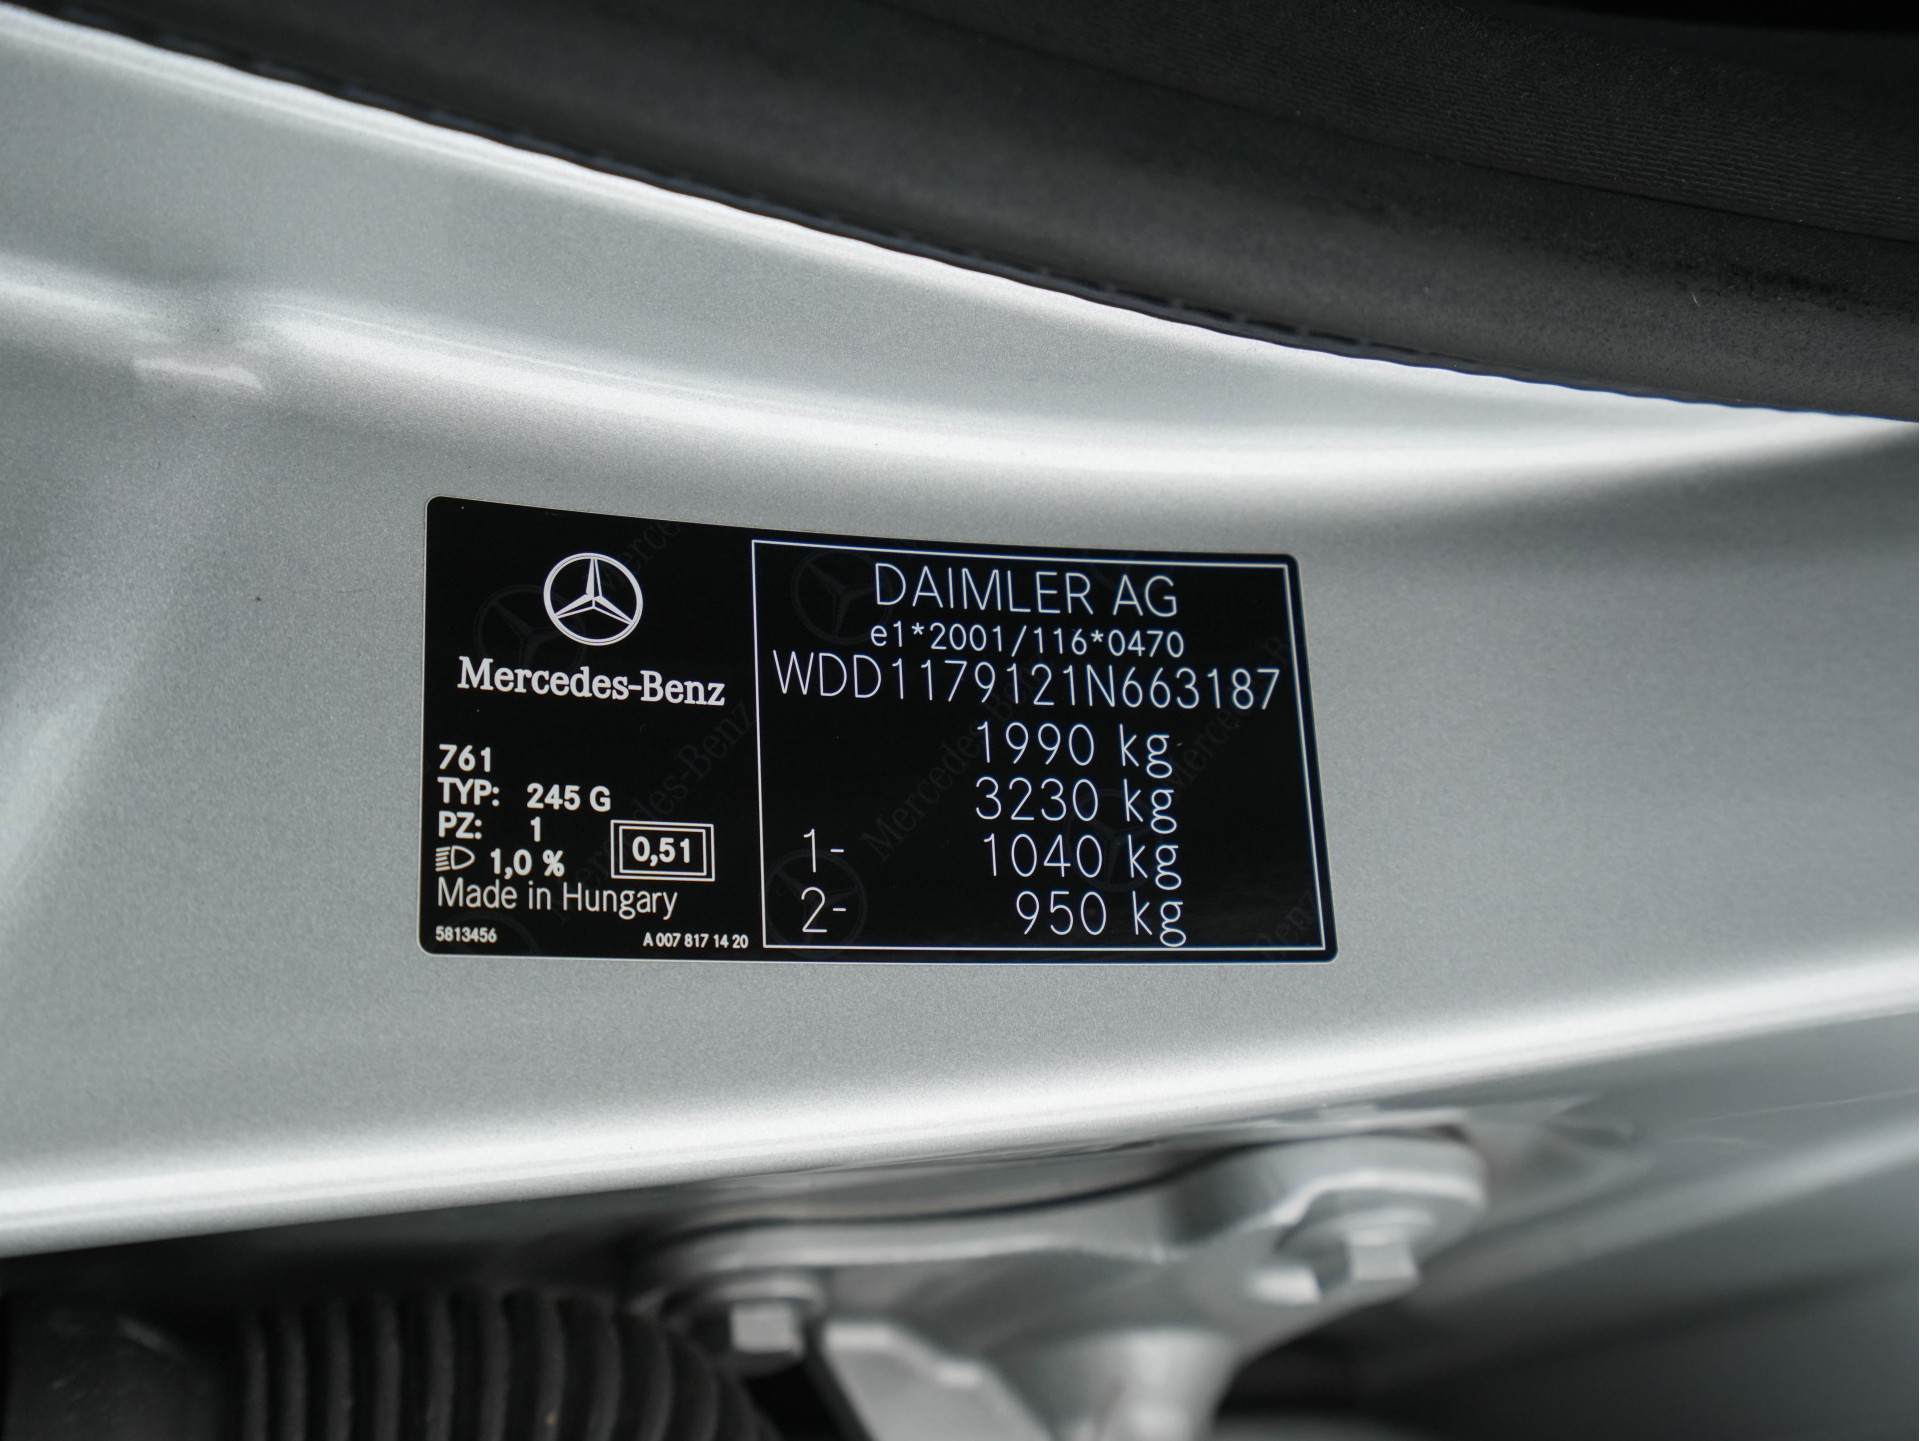 Mercedes-Benz
761
TYP: 245 G
PZ: 1
1,0 %
0,51
Made in Hungary
5813456
A 007 817 14 20
DAIMLER AG
e1*2001/116*0470
WDD1179121N663187
1990 kg
3230 kg
1- 1040 kg
2- 950 kg